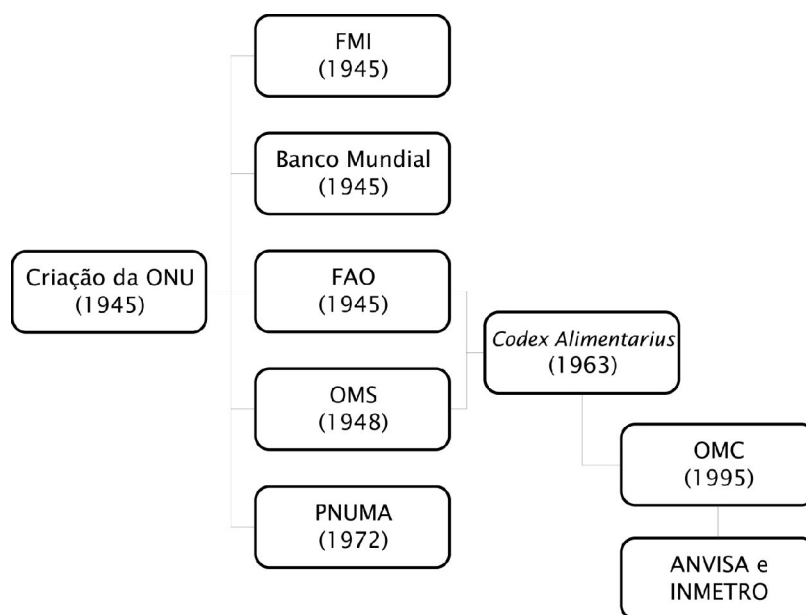 FMI
(1945)
Banco Mundial
(1945)
Criação da ONU
(1945)
FAO
(1945)
Codex Alimentarius
(1963)
OMS
(1948)
OMC
(1995)
PNUMA
(1972)
ANVISA e
INMETRO